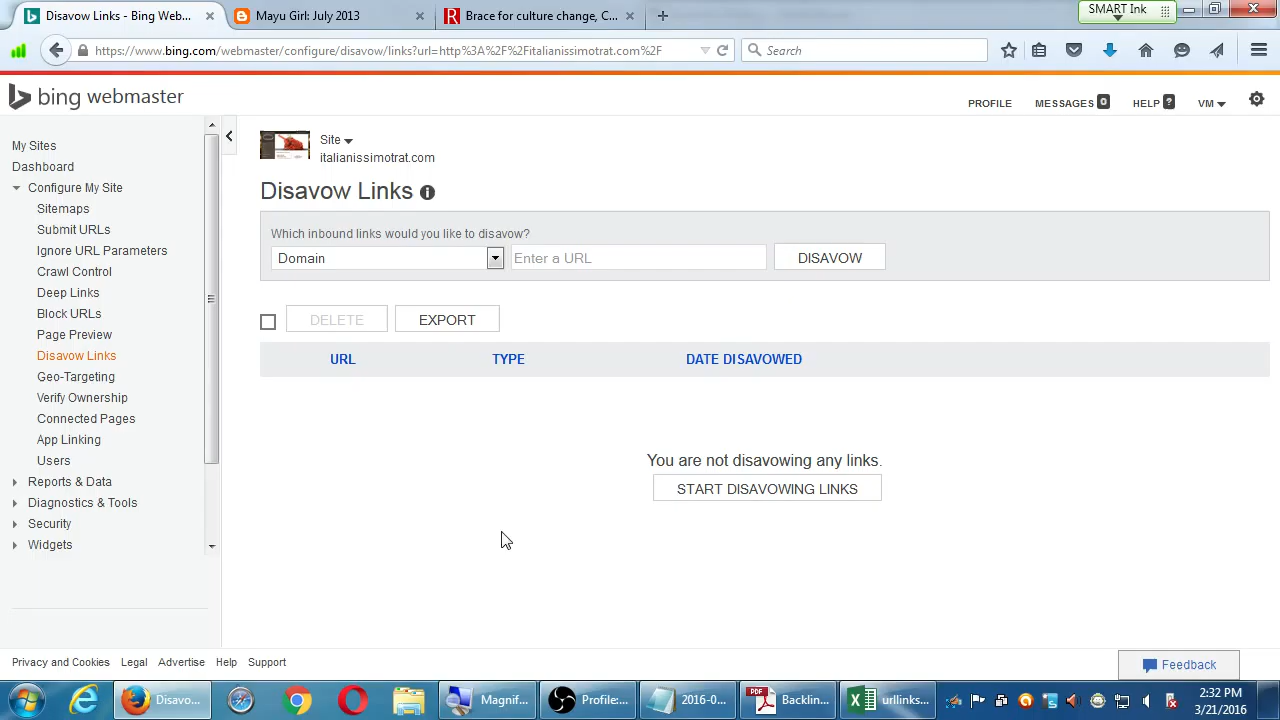 Disavow Links - Bing Web...
Mayu Girl: July 2013
Brace for culture change, C...
SMART Ink
https://www.bing.com/webmaster/configure/disavow/links?url=http%3A%2F%2Fitalianissimotrat.com%2F
Search
bing webmaster
PROFILE
MESSAGES 0
HELP ?
VM
My Sites
Dashboard
Configure My Site
Sitemaps
Submit URLs
Ignore URL Parameters
Crawl Control
Deep Links
Block URLs
Page Preview
Disavow Links
Geo-Targeting
Verify Ownership
Connected Pages
App Linking
Users
Reports & Data
Diagnostics & Tools
Security
Widgets
Site
italianissimotrat.com
Disavow Links
Which inbound links would you like to disavow?
Domain
Enter a URL
DISAVOW
DELETE
EXPORT
URL TYPE DATE DISAVOWED
You are not disavowing any links.
START DISAVOWING LINKS
Privacy and Cookies Legal Advertise Help Support
Feedback
Disavo...
Magnif...
Profile:...
2016-0...
PDF
Backlin...
urllinks...
2:32 PM
3/21/2016